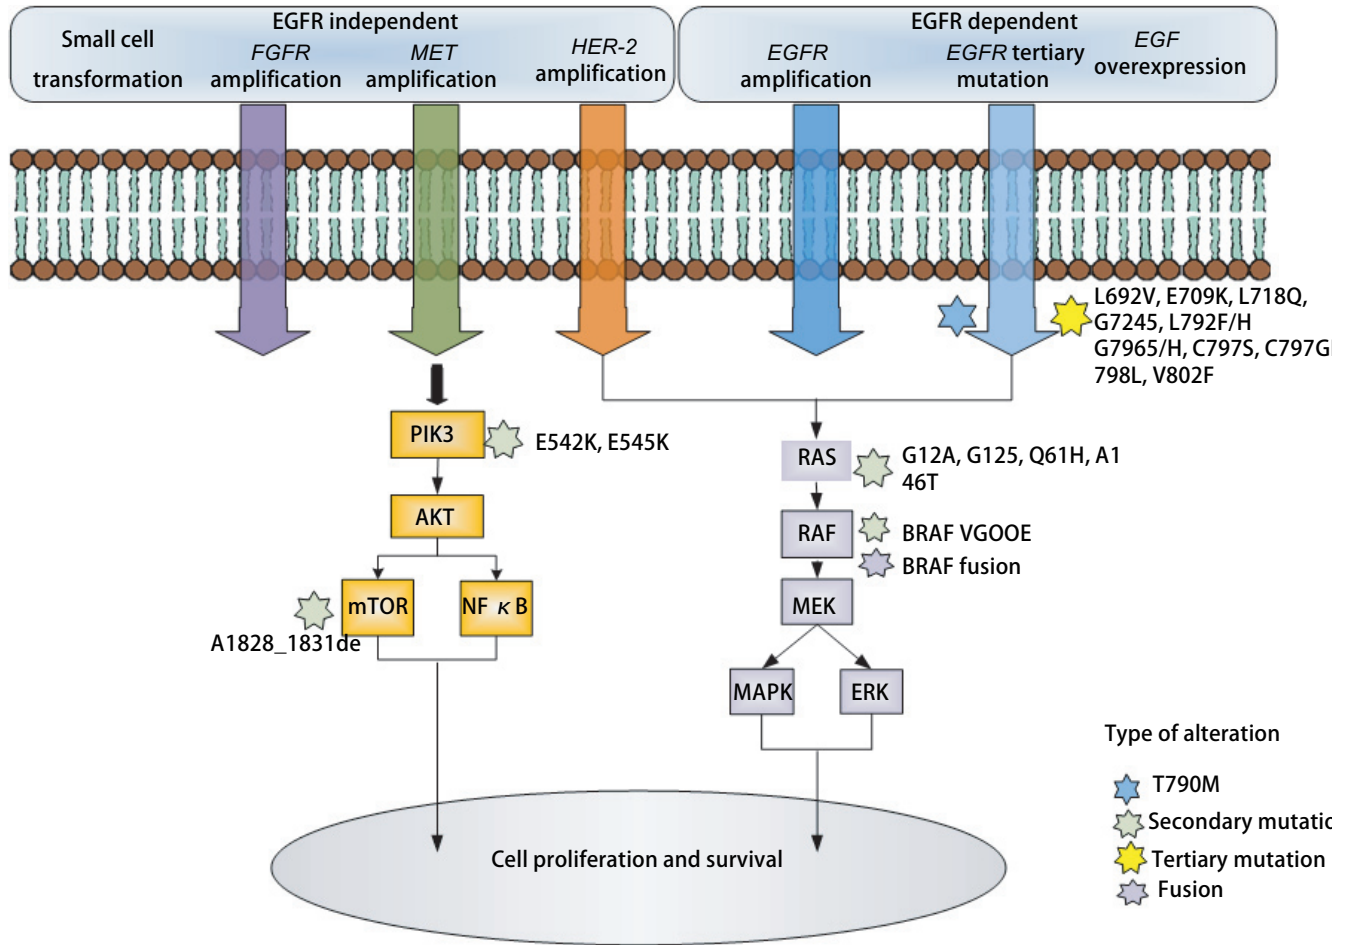 EGFR independent
Small cell
transformation
FGFR
amplification
MET
amplification
HER-2
amplification
EGFR dependent
EGFR
amplification
EGFR tertiary
mutation
EGF
overexpression
L692V, E709K, L718Q,
G7245, L792F/H
G7965/H, C797S, C797G
798L, V802F
PIK3
E542K, E545K
AKT
mTOR
NF κ B
A1828_1831de
RAS
G12A, G125, Q61H, A1
46T
RAF
BRAF VGOOE
BRAF fusion
MEK
MAPK
ERK
Cell proliferation and survival
Type of alteration
T790M
Secondary mutatio
Tertiary mutation
Fusion